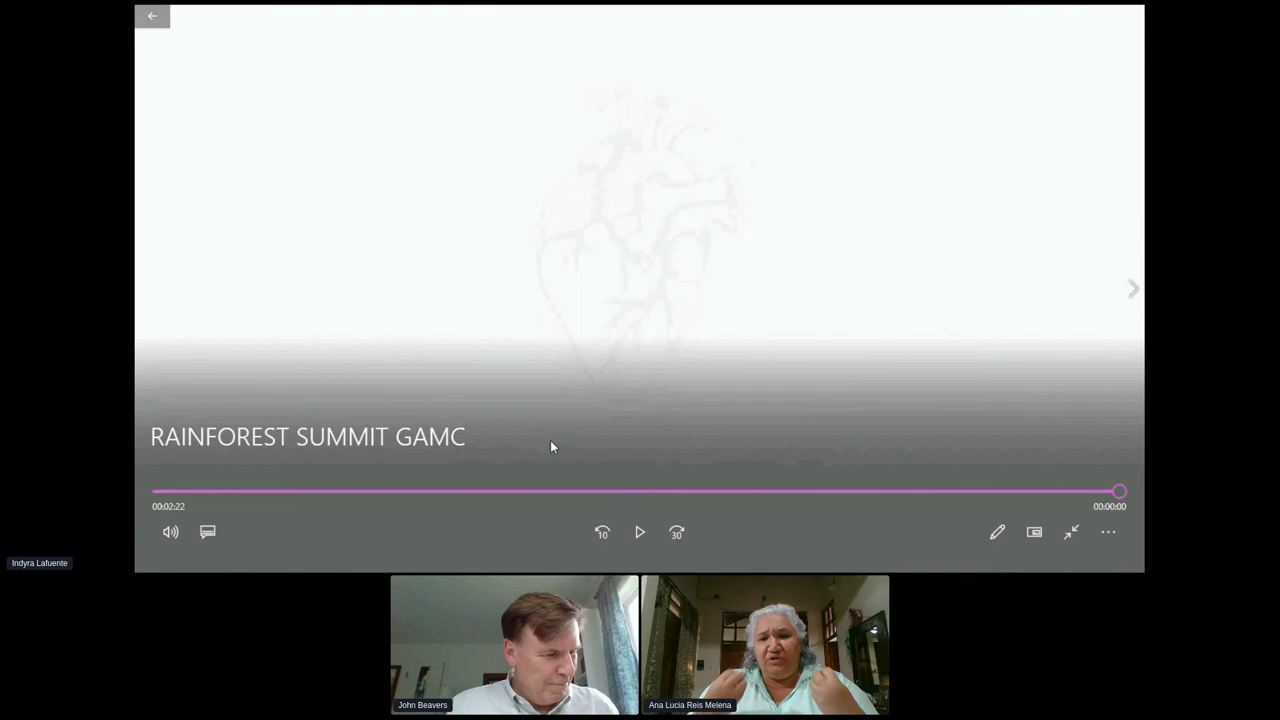 RAINFOREST SUMMIT GAMC
00:02:22
00:00:00
10
30
Indyra Lafuente
John Beavers
Ana Lucia Reis Melena